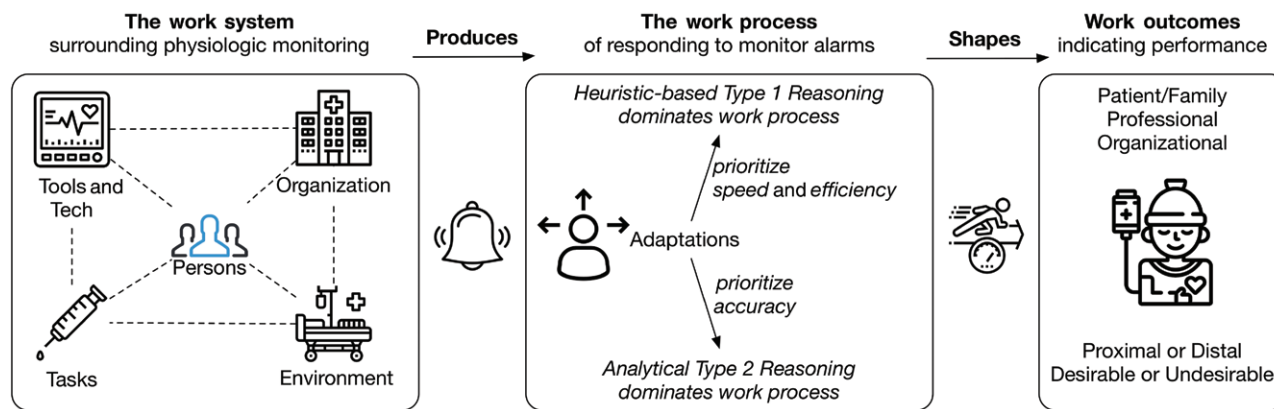 The work system
surrounding physiologic monitoring
Produces
The work process
of responding to monitor alarms
Shapes
Work outcomes
indicating performance
Tools and
Tech
Organization
Persons
Tasks
Environment
Heuristic-based Type 1 Reasoning
dominates work process
prioritize
speed and efficiency
Adaptations
prioritize
accuracy
Analytical Type 2 Reasoning
dominates work process
Patient/Family
Professional
Organizational
Proximal or Distal
Desirable or Undesirable